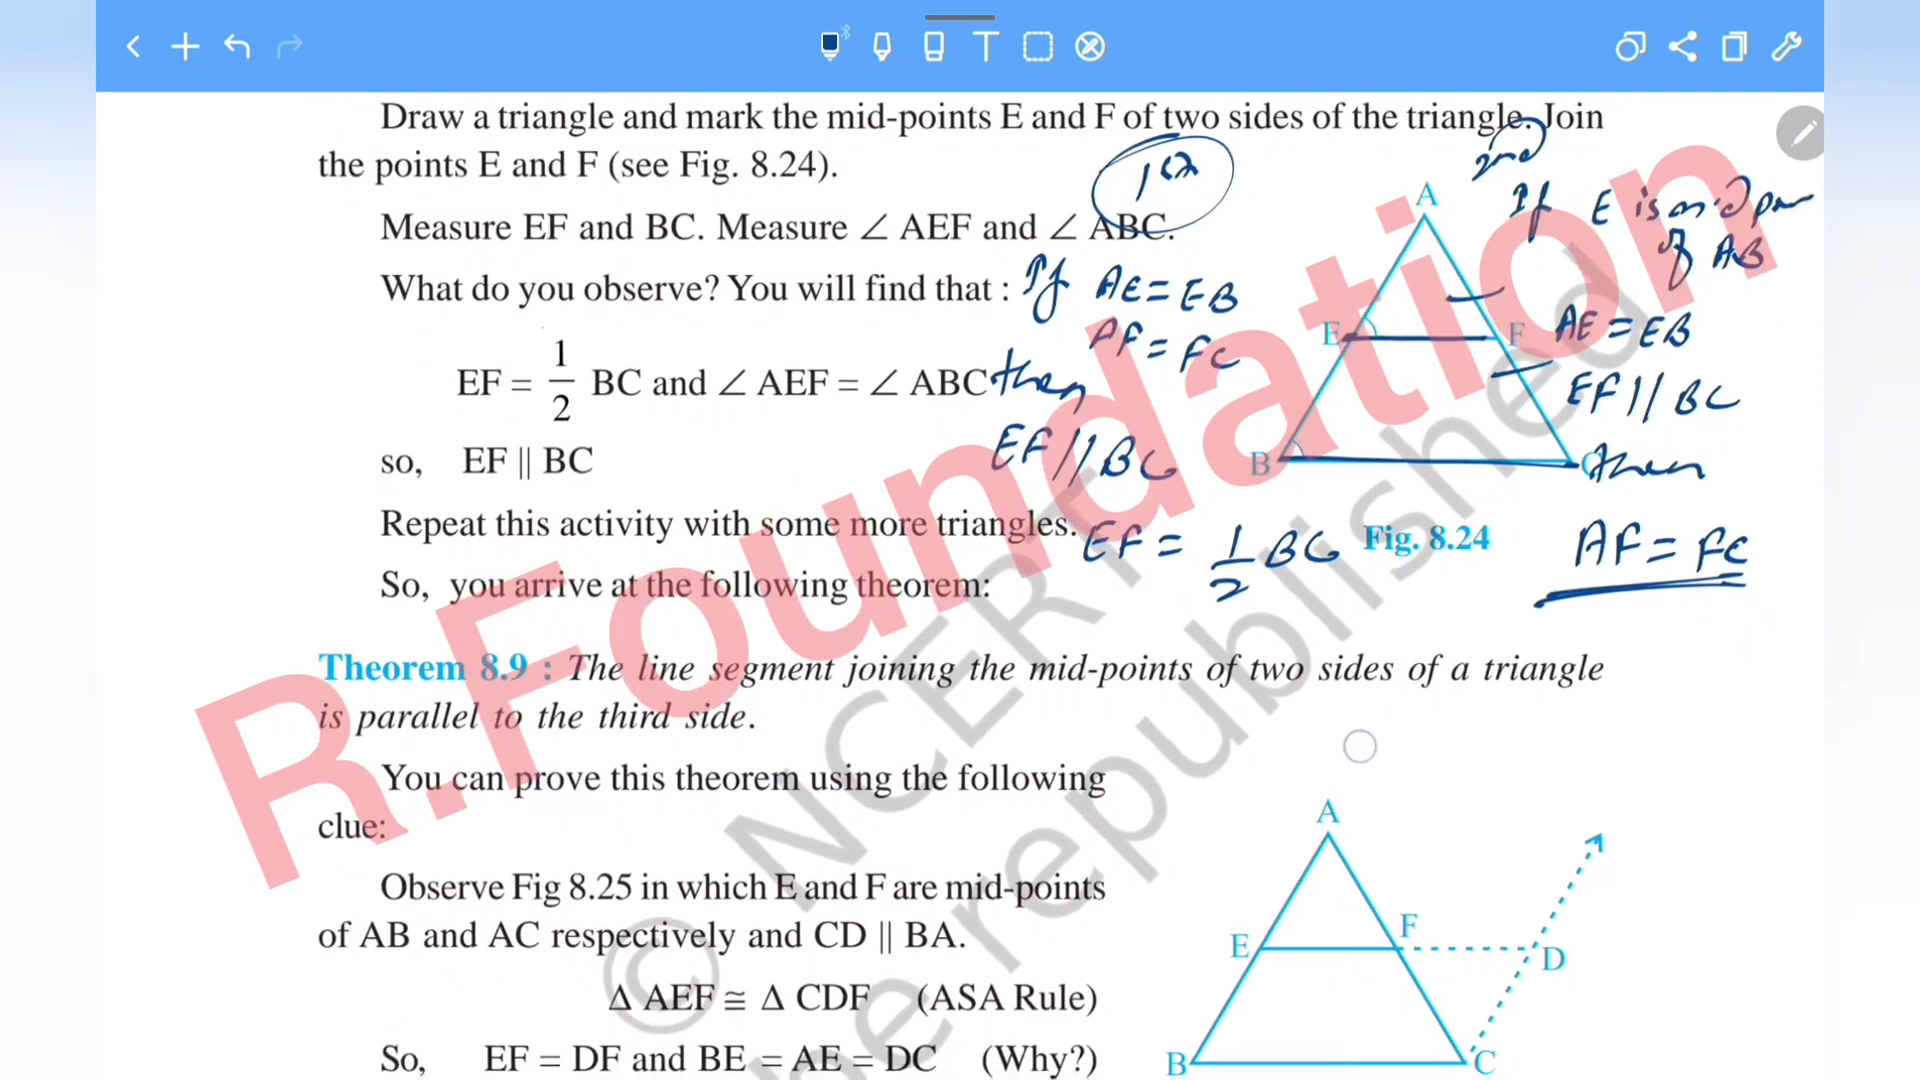 Draw a triangle and mark the mid-points E and F of two sides of the triangle. Join
the points E and F (see Fig. 8.24).
1st
2nd
Measure EF and BC. Measure ∠ AEF and ∠ ABC.
What do you observe? You will find that :
EF = 1/2 BC and ∠ AEF = ∠ ABC
so, EF || BC
Repeat this activity with some more triangles.
So, you arrive at the following theorem:
If AE = EB
AF = FC
then
EF // BC
EF = 1/2 BC
A
E
F
B
Fig. 8.24
If E is mid
of AB
AE = EB
EF // BC
then
AF = FC
Theorem 8.9 : The line segment joining the mid-points of two sides of a triangle
is parallel to the third side.
You can prove this theorem using the following
clue:
Observe Fig 8.25 in which E and F are mid-points
of AB and AC respectively and CD || BA.
Δ AEF ≅ Δ CDF (ASA Rule)
So, EF = DF and BE = AE = DC (Why?)
A
E
F
D
B
C
R.Foundation
© NCERT
e republished